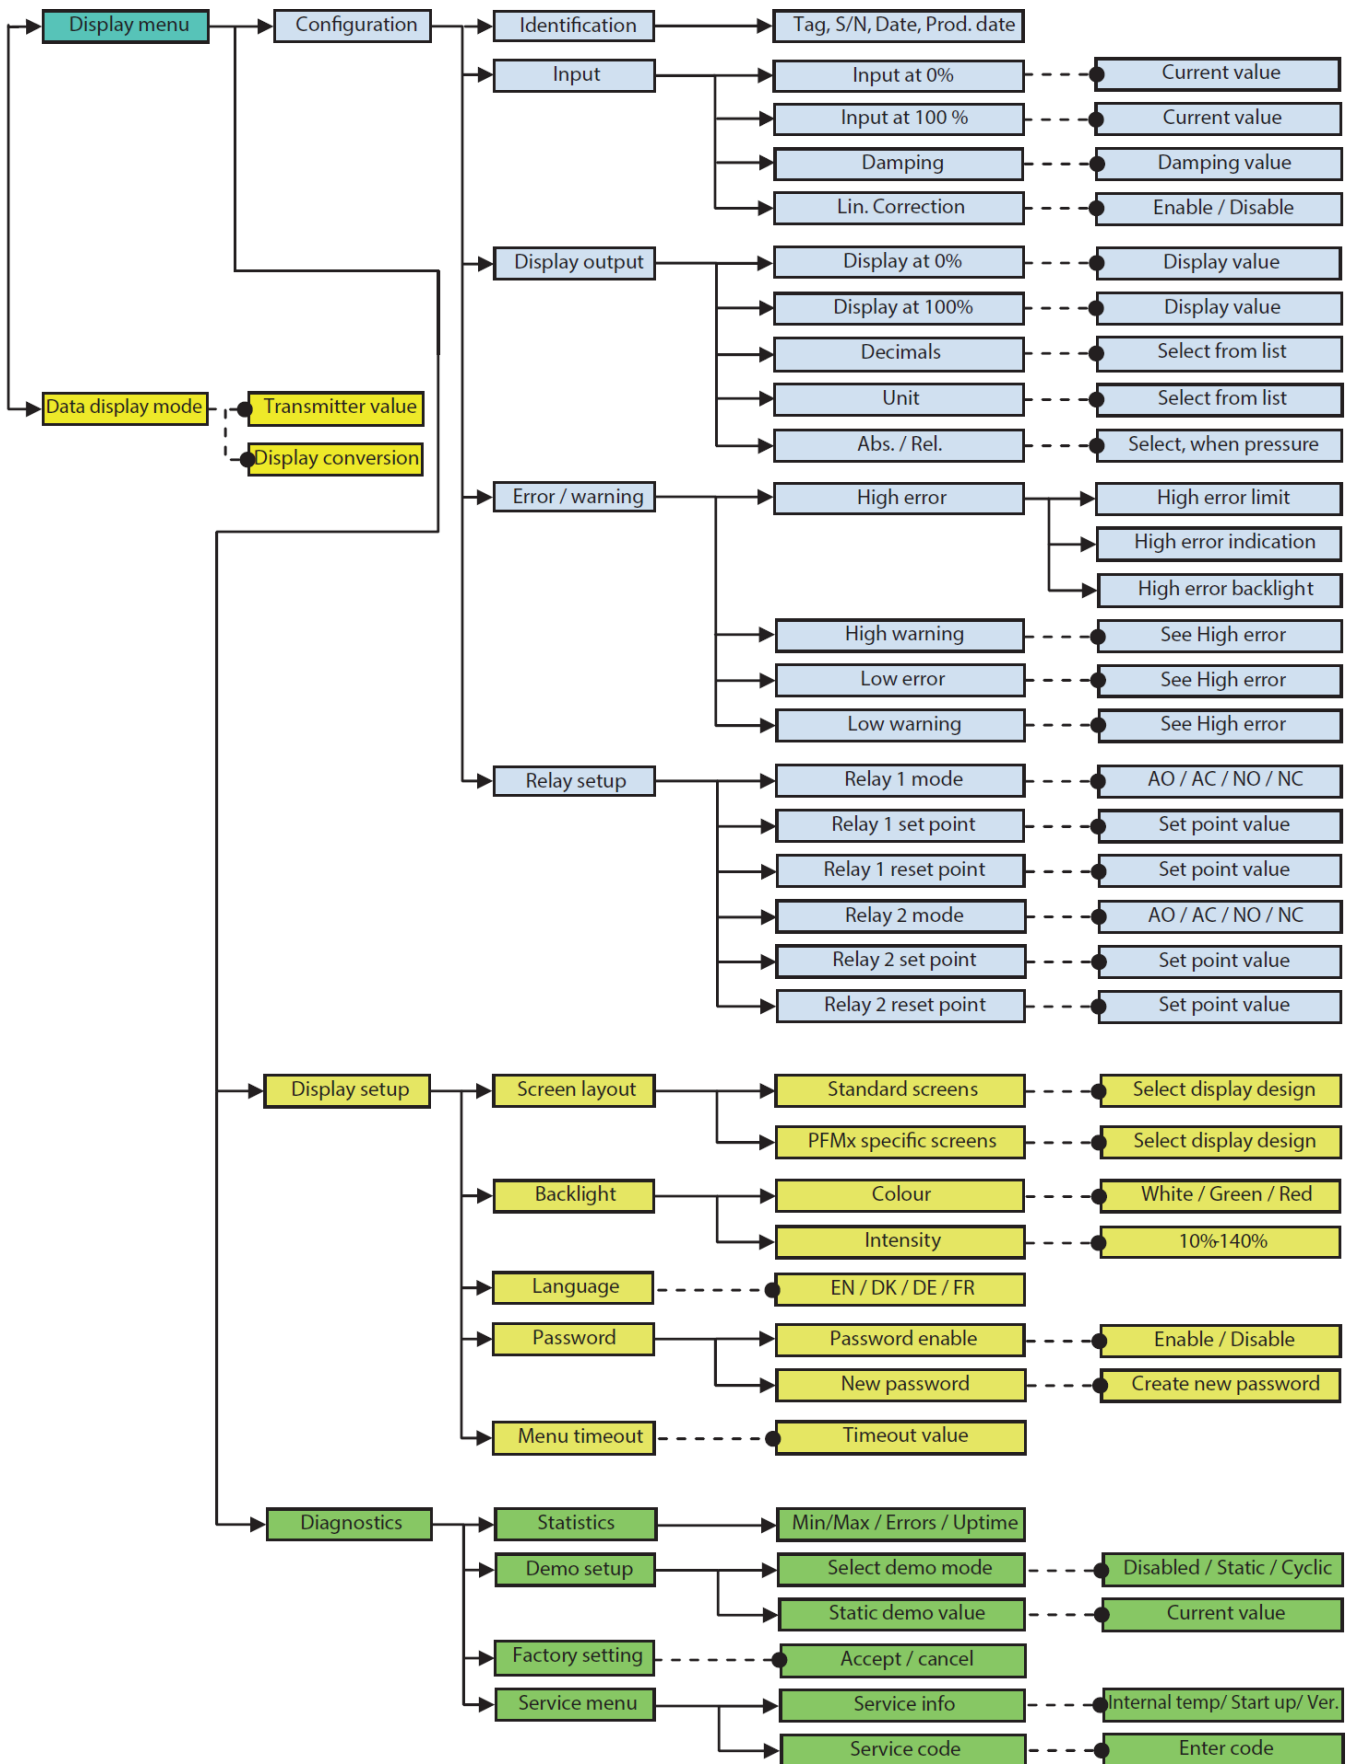 Display menu
Configuration
Identification
Tag, S/N, Date, Prod. date
Input
Input at 0%
Current value
Input at 100 %
Current value
Damping
Damping value
Lin. Correction
Enable / Disable
Display output
Display at 0%
Display value
Display at 100%
Display value
Decimals
Select from list
Unit
Select from list
Data display mode
Transmitter value
Display conversion
Abs. / Rel.
Select, when pressure
Error / warning
High error
High error limit
High error indication
High error backlight
High warning
See High error
Low error
See High error
Low warning
See High error
Relay setup
Relay 1 mode
AO / AC / NO / NC
Relay 1 set point
Set point value
Relay 1 reset point
Set point value
Relay 2 mode
AO / AC / NO / NC
Relay 2 set point
Set point value
Relay 2 reset point
Set point value
Display setup
Screen layout
Standard screens
Select display design
PFMx specific screens
Select display design
Backlight
Colour
White / Green / Red
Intensity
10%-140%
Language
EN / DK / DE / FR
Password
Password enable
Enable / Disable
New password
Create new password
Menu timeout
Timeout value
Diagnostics
Statistics
Min/Max / Errors / Uptime
Demo setup
Select demo mode
Disabled / Static / Cyclic
Static demo value
Current value
Factory setting
Accept / cancel
Service menu
Service info
Internal temp/ Start up/ Ver.
Service code
Enter code